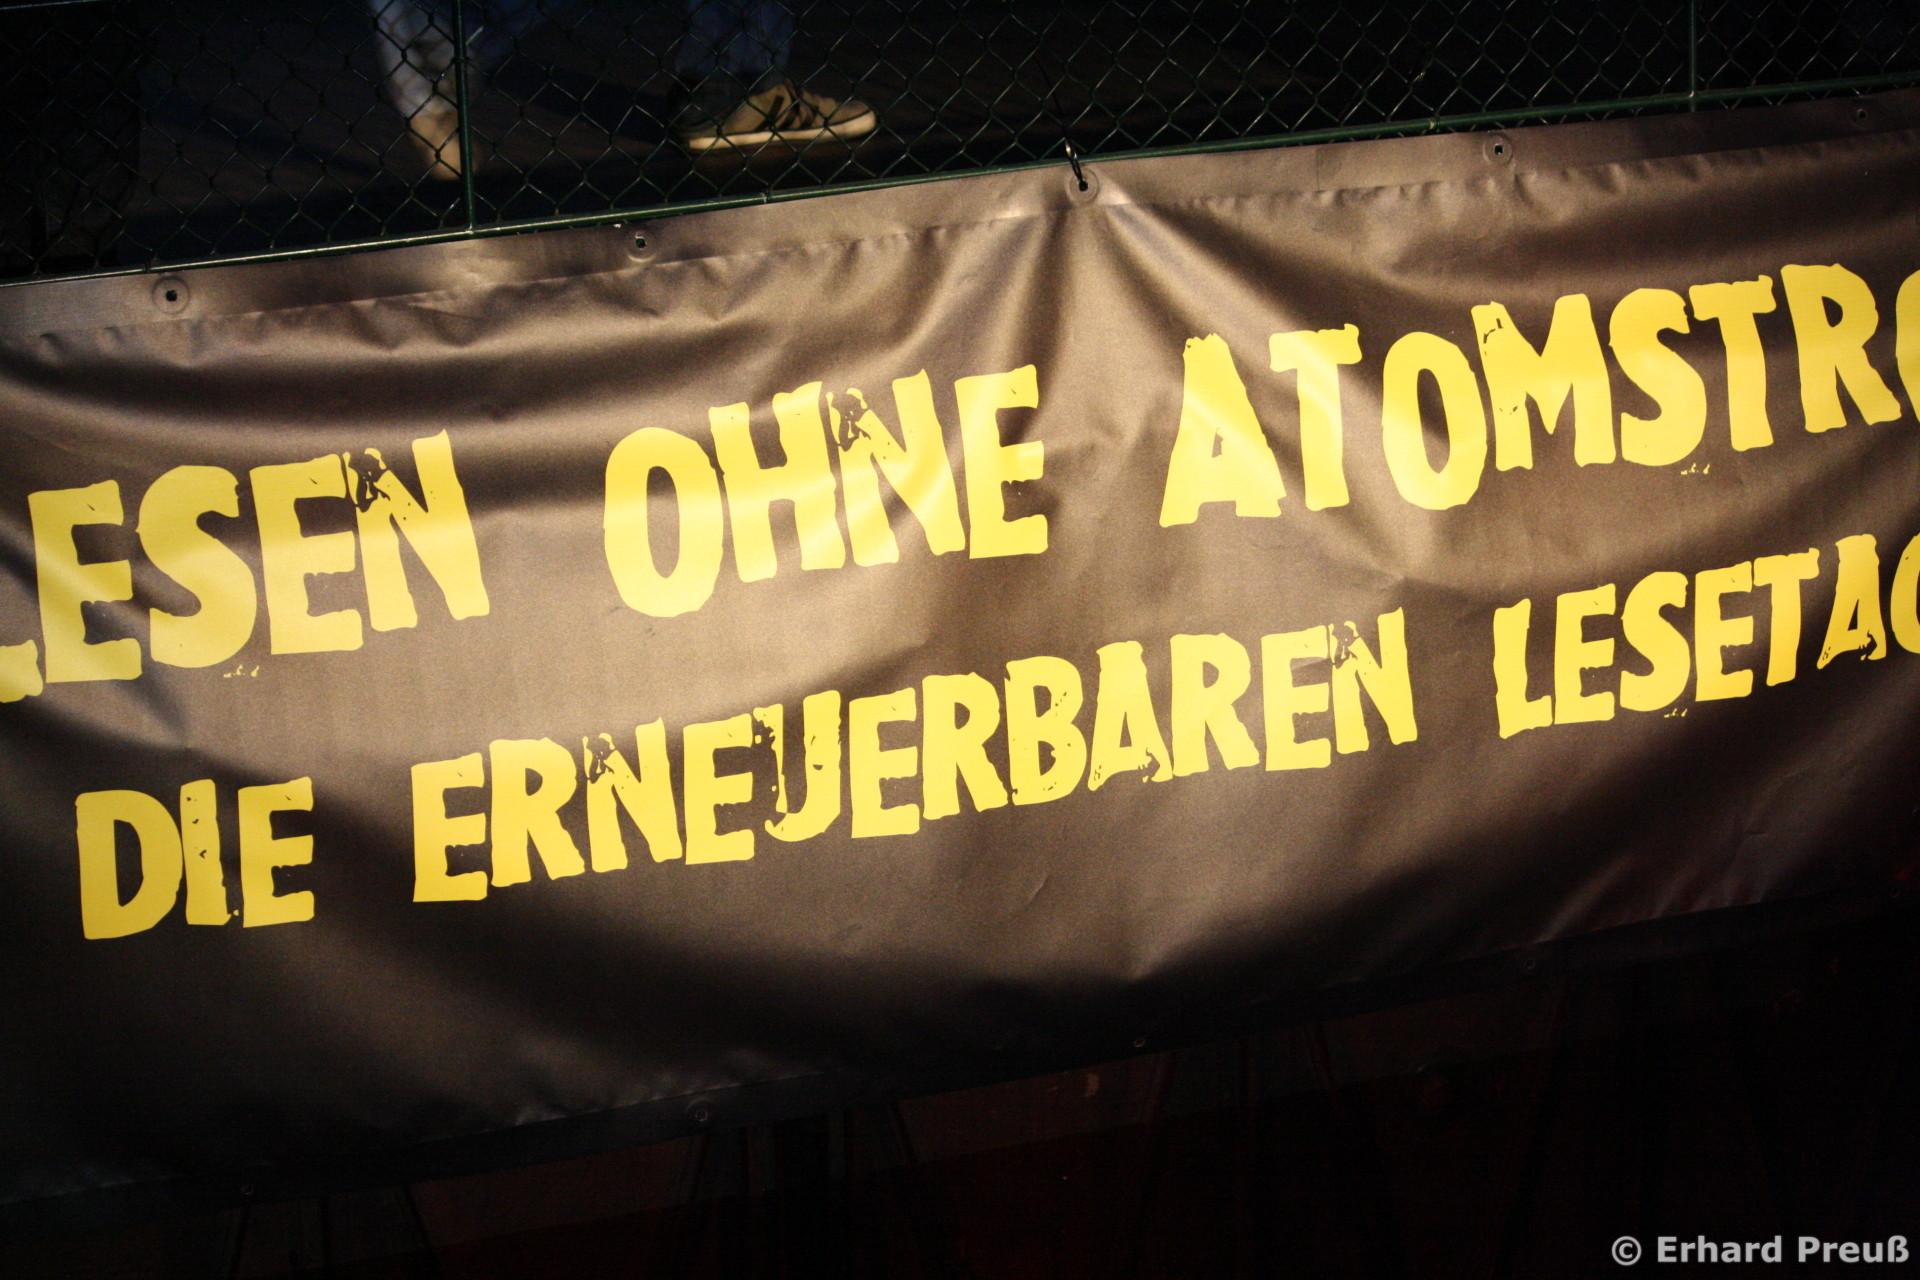 LESEN OHNE ATOMSTRO
DIE ERNEUERBAREN LESETAG
© Erhard Preuß